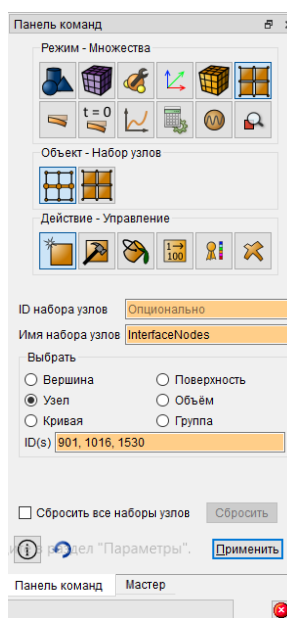 Панель команд
Режим - Множества
t = 0
Объект - Набор узлов
Действие - Управление
1→
100
ID набора узлов Опционально
Имя набора узлов InterfaceNodes
Выбрать
Вершина Поверхность
Узел Объём
Кривая Группа
ID(s) 901, 1016, 1530
Сбросить все наборы узлов Сбросить
раздел "Параметры". Применить
Панель команд Мастер